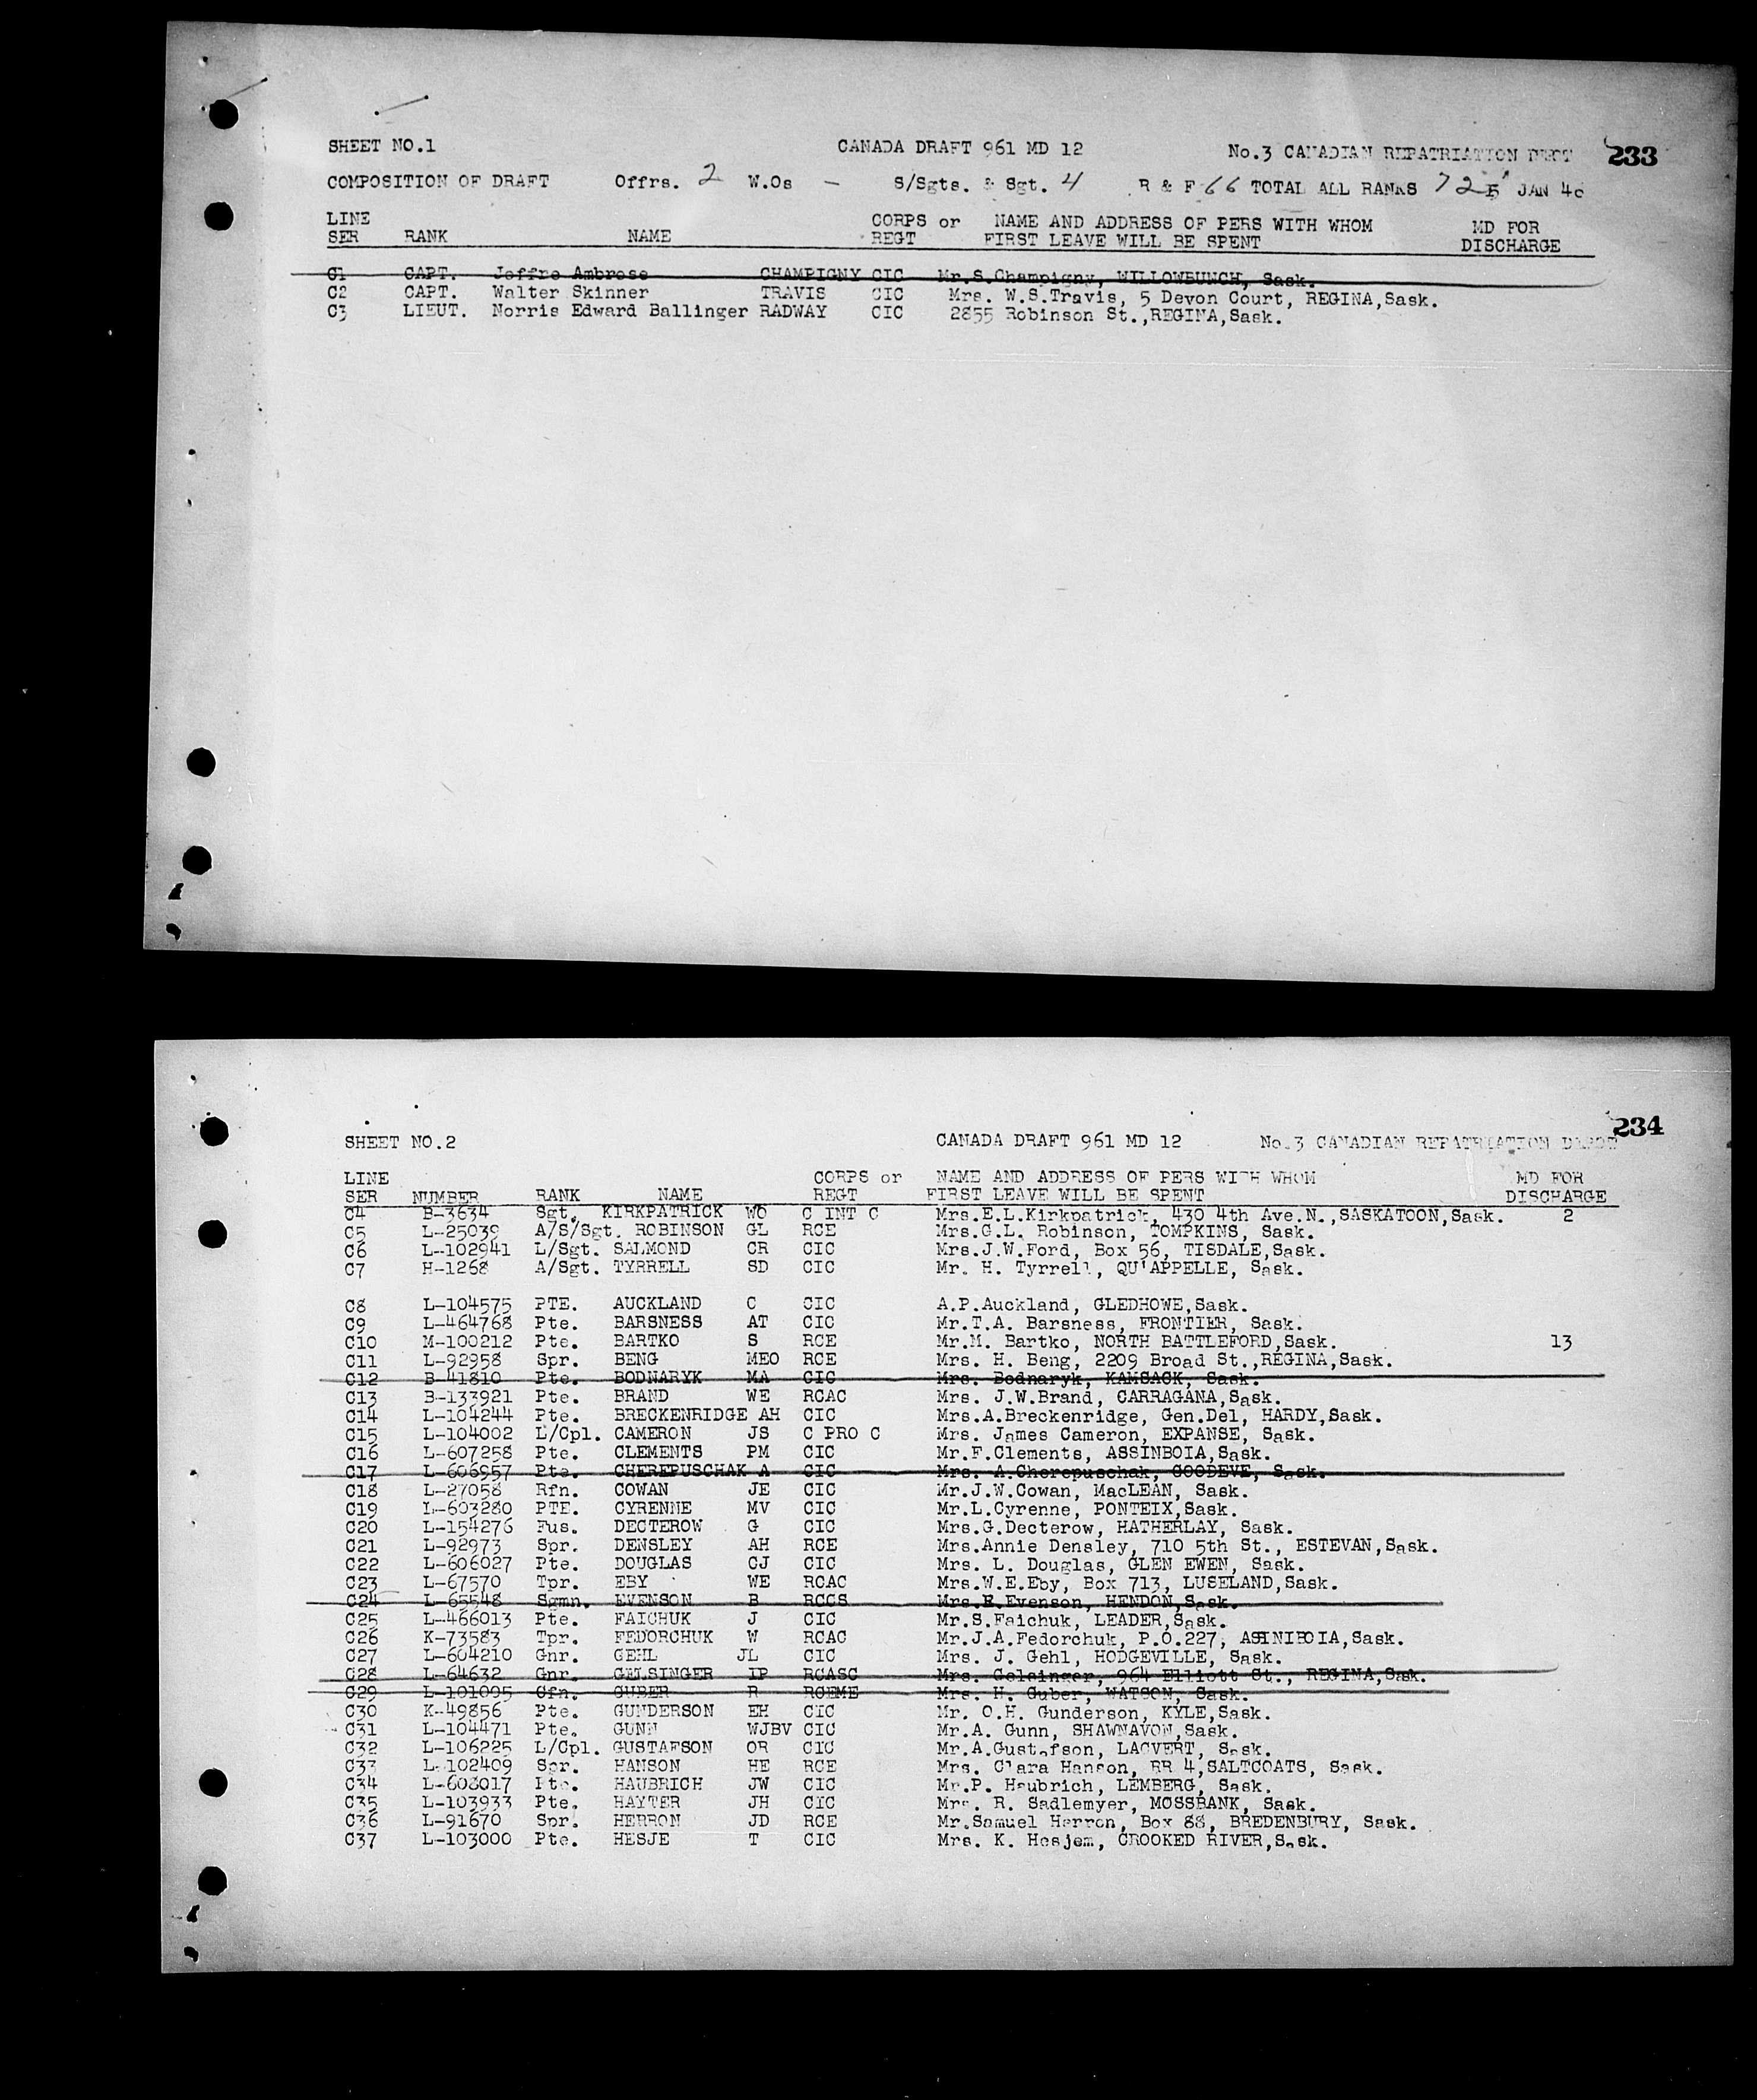 SHEET NO.1 CANADA DRAFT 961 MD 12 No.3 CANADIAN REPATRIATION DEPOT 233
COMPOSITION OF DRAFT Offrs. 2 W.Os — S/Sgts. & Sgt. 4 R & F 66 TOTAL ALL RANKS 72 5 JAN 46
LINE CORPS or NAME AND ADDRESS OF PERS WITH WHOM MD FOR
SER RANK NAME REGT FIRST LEAVE WILL BE SPENT DISCHARGE
C1 CAPT. Joffre Ambrose CHAMPIGNY CIC Mr.S.Champigny, WILLOWBUNCH, Sask.
C2 CAPT. Walter Skinner TRAVIS CIC Mrs. W.S.Travis, 5 Devon Court, REGINA,Sask.
C3 LIEUT. Norris Edward Ballinger RADWAY CIC 2855 Robinson St.,REGINA,Sask.
SHEET NO.2 CANADA DRAFT 961 MD 12 No.3 CANADIAN REPATRIATION DEPOT 234
LINE CORPS or NAME AND ADDRESS OF PERS WITH WHOM MD FOR
SER NUMBER RANK NAME REGT FIRST LEAVE WILL BE SPENT DISCHARGE
C4 B-3634 Sgt. KIRKPATRICK WO C INT C Mrs.E.L.Kirkpatrick, 430 4th Ave.N.,SASKATOON,Sask. 2
C5 L-25039 A/S/Sgt. ROBINSON GL RCE Mrs.G.L. Robinson, TOMPKINS, Sask.
C6 L-102941 L/Sgt. SALMOND CR CIC Mrs.J.W.Ford, Box 56, TISDALE,Sask.
C7 H-1268 A/Sgt. TYRRELL SD CIC Mr. H. Tyrrell, QU'APPELLE, Sask.
C8 L-104575 PTE. AUCKLAND C CIC A.P.Auckland, GLEDHOWE,Sask.
C9 L-464768 Pte. BARSNESS AT CIC Mr.T.A. Barsness, FRONTIER, Sask.
C10 M-100212 Pte. BARTKO S RCE Mr.M. Bartko, NORTH BATTLEFORD,Sask. 13
C11 L-92958 Spr. BENG MEO RCE Mrs. H. Beng, 2209 Broad St.,REGINA,Sask.
C12 B-41810 Pte. BODNARYK MA CIC Mrs. Bodnaryk, KAMSACK, Sask.
C13 B-133921 Pte. BRAND WE RCAC Mrs. J.W.Brand, CARRAGANA,Sask.
C14 L-104244 Pte. BRECKENRIDGE AH CIC Mrs.A.Breckenridge, Gen.Del, HARDY,Sask.
C15 L-104002 L/Cpl. CAMERON JS C PRO C Mrs. James Cameron, EXPANSE, Sask.
C16 L-607258 Pte. CLEMENTS PM CIC Mr.F.Clements, ASSINBOIA,Sask.
C17 L-606957 Pte. CHEREPUSCHAK A CIC Mrs. A.Cherepuschak, GOODEVE, Sask.
C18 L-27058 Rfn. COWAN JE CIC Mr.J.W.Cowan, MacLEAN, Sask.
C19 L-603280 PTE. CYRENNE MV CIC Mr.L.Cyrenne, PONTEIX,Sask.
C20 L-154276 Fus. DECTEROW G CIC Mrs.G.Decterow, HATHERLAY, Sask.
C21 L-92973 Spr. DENSLEY AH RCE Mrs.Annie Densley, 710 5th St., ESTEVAN,Sask.
C22 L-606027 Pte. DOUGLAS CJ CIC Mrs. L. Douglas, GLEN EWEN, Sask.
C23 L-67570 Tpr. EBY WE RCAC Mrs.W.E.Eby, Box 713, LUSELAND,Sask.
C24 L-65548 Sgmn. EVENSON B RCCS Mrs.E.Evenson, HENDON,Sask.
C25 L-466013 Pte. FAICHUK J CIC Mr.S.Faichuk, LEADER,Sask.
C26 K-73583 Tpr. FEDORCHUK W RCAC Mr.J.A.Fedorchuk, P.O.227, ASINIBOIA,Sask.
C27 L-604210 Gnr. GEHL JL CIC Mrs. J. Gehl, HODGEVILLE, Sask.
C28 L-64632 Gnr. GELSINGER IP RCASC Mrs. Gelsinger, 964 Elliott St., REGINA,Sask.
C29 L-101095 Cfn. GUBER R RCEME Mrs. H. Guber, WATSON, Sask.
C30 K-49856 Pte. GUNDERSON EH CIC Mr. O.H. Gunderson, KYLE,Sask.
C31 L-104471 Pte. GUNN WJBV CIC Mr.A. Gunn, SHAWNAVON,Sask.
C32 L-106225 L/Cpl. GUSTAFSON OR CIC Mr.A.Gustafson, LACVERT, Sask.
C33 L-102409 Spr. HANSON HE RCE Mrs. Clara Hanson, RR 4,SALTCOATS, Sask.
C34 L-608017 Pte. HAUBRICH JW CIC Mr.P. Haubrich, LEMBERG, Sask.
C35 L-103933 Pte. HAYTER JH CIC Mrs. R. Sadlemyer, MOSSBANK, Sask.
C36 L-91670 Spr. HERRON JD RCE Mr.Samuel Herron, Box 88, BREDENBURY, Sask.
C37 L-103000 Pte. HESJE T CIC Mrs. K. Hesjem, CROOKED RIVER,Sask.